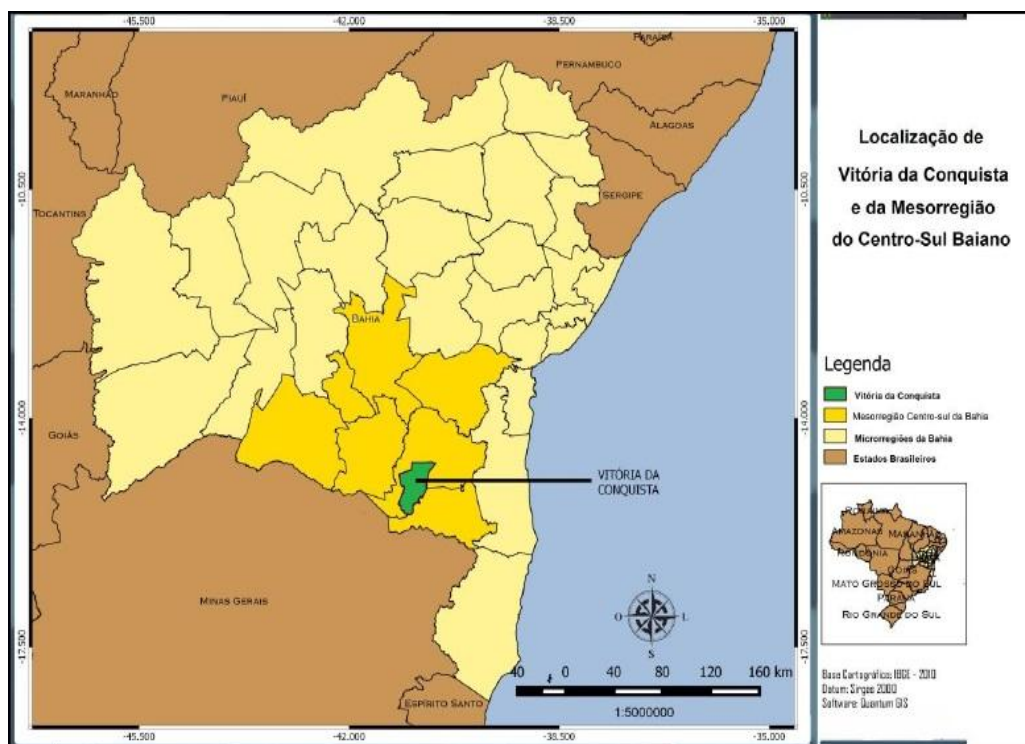 -45.500
-42.000
-38.500
-35.000
PARAÍBA
PERNAMBUCO
MARANHÃO
PIAUÍ
ALAGOAS
-10.500
-10.500
SERGIPE
TOCANTINS
BAHIA
-14.000
-14.000
GOIÁS
VITÓRIA DA
CONQUISTA
MINAS GERAIS
N
O
L
S
-17.500
-17.500
40 0 40 80 120 160 km
1:5000000
ESPÍRITO SANTO
-45.500
-42.000
-38.500
-35.000
Localização de
Vitória da Conquista
e da Mesorregião
do Centro-Sul Baiano
Legenda
Vitória da Conquista
Mesorregião Centro-sul da Bahia
Microrregiões da Bahia
Estados Brasileiros
AMAZONAS
MARANHÃO
RONDÔNIA
GOIÁS
MATO GROSSO DO SUL
PARANÁ
RIO GRANDE DO SUL
Base Cartográfica: IBGE - 2010
Datum: Sirgas 2000
Software: Quantum GIS